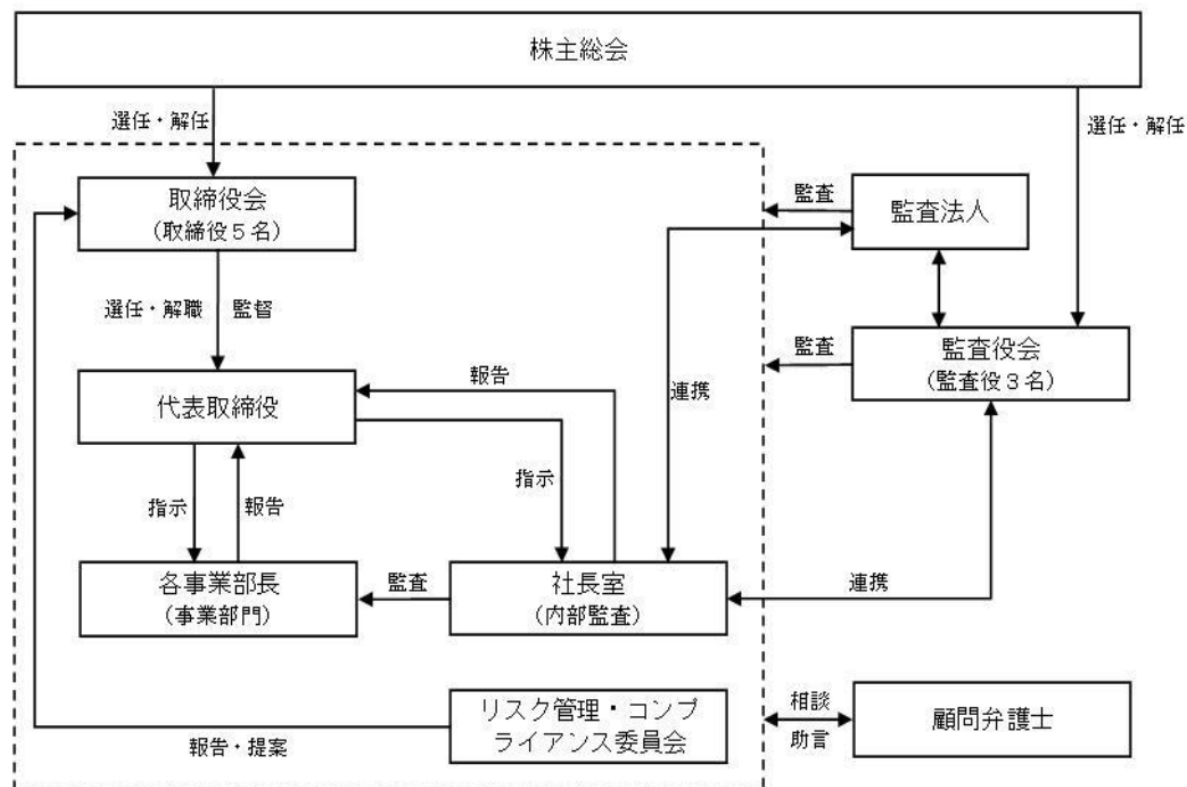 株主総会
選任・解任
選任・解任
取締役会
(取締役5名)
監査
監査法人
選任・解職
監督
監査
監査役会
(監査役3名)
報告
連携
代表取締役
指示
指示
報告
各事業部長
(事業部門)
監査
社長室
(内部監査)
連携
リスク管理・コンプ
ライアンス委員会
相談
助言
顧問弁護士
報告・提案